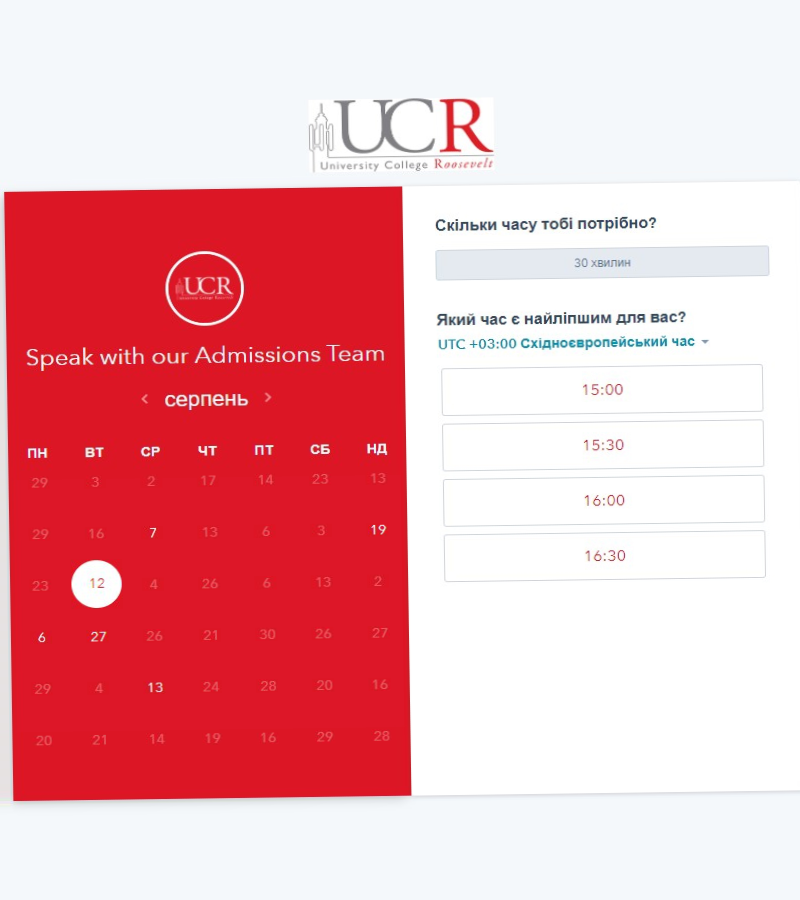 UCR
University College Roosevelt
UCR
Speak with our Admissions Team
серпень
ПН ВТ СР ЧТ ПТ СБ НД
29 3 2 17 14 23 13
29 16 7 13 6 3 19
23 12 4 26 6 13 2
6 27 26 21 30 26 27
29 4 13 24 28 20 16
20 21 14 19 16 29 28
Скільки часу тобі потрібно?
30 хвилин
Який час є найліпшим для вас?
UTC +03:00 Східноєвропейський час
15:00
15:30
16:00
16:30